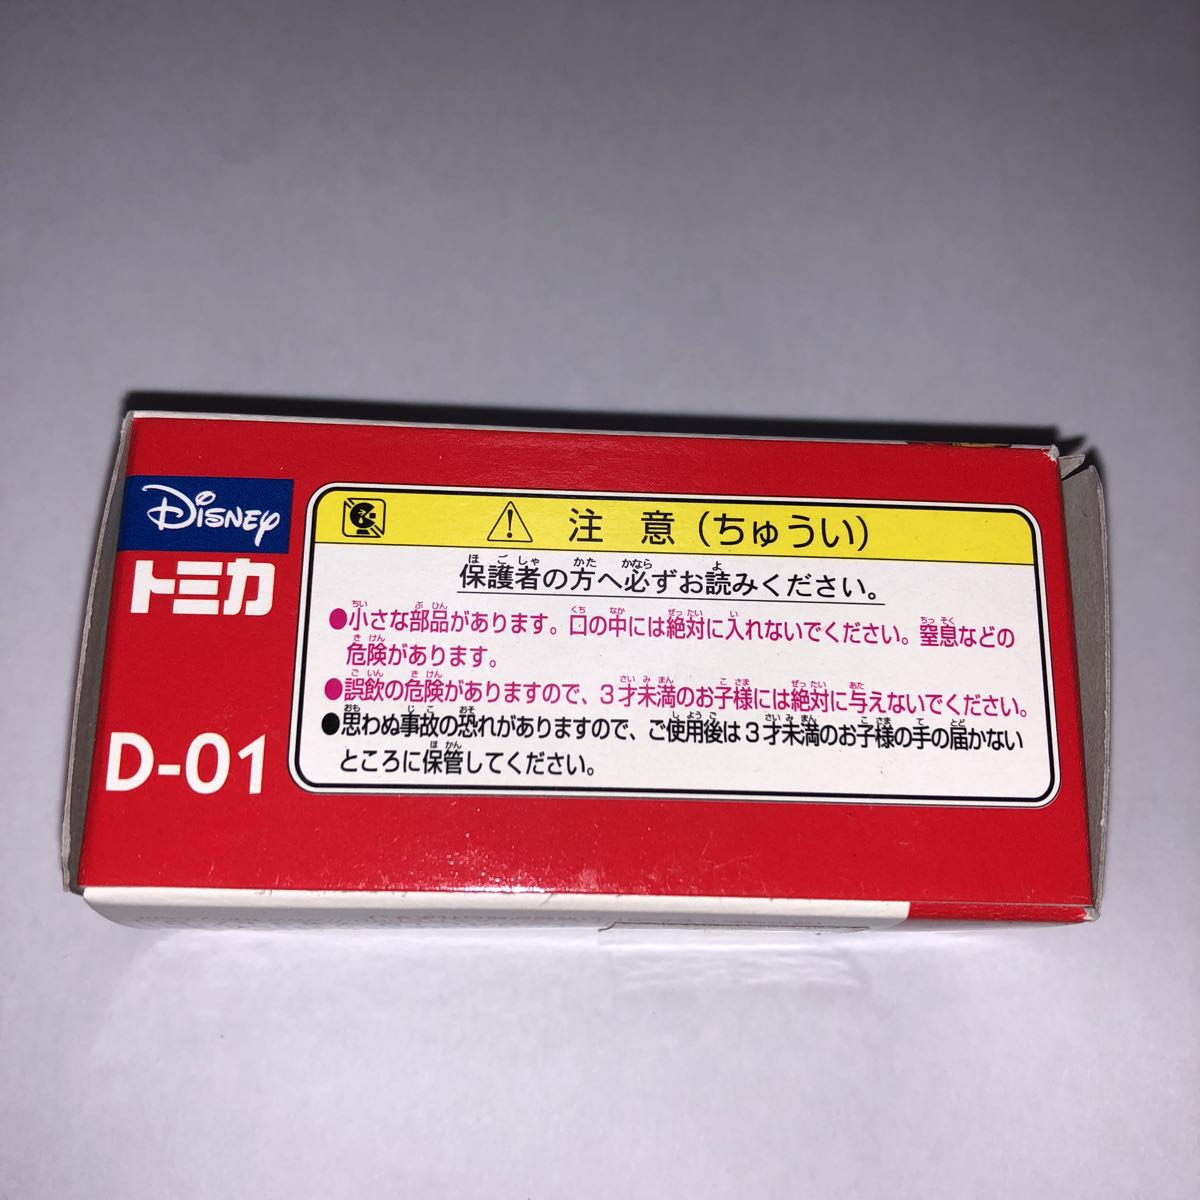 Disney
トミカ
D-01
注意(ちゅうい)
保護者の方へ必ずお読みください。
●小さな部品があります。口の中には絶対に入れないでください。窒息などの
危険があります。
●誤飲の危険がありますので、3才未満のお子様には絶対に与えないでください。
●思わぬ事故の恐れがありますので、ご使用後は3才未満のお子様の手の届かない
ところに保管してください。